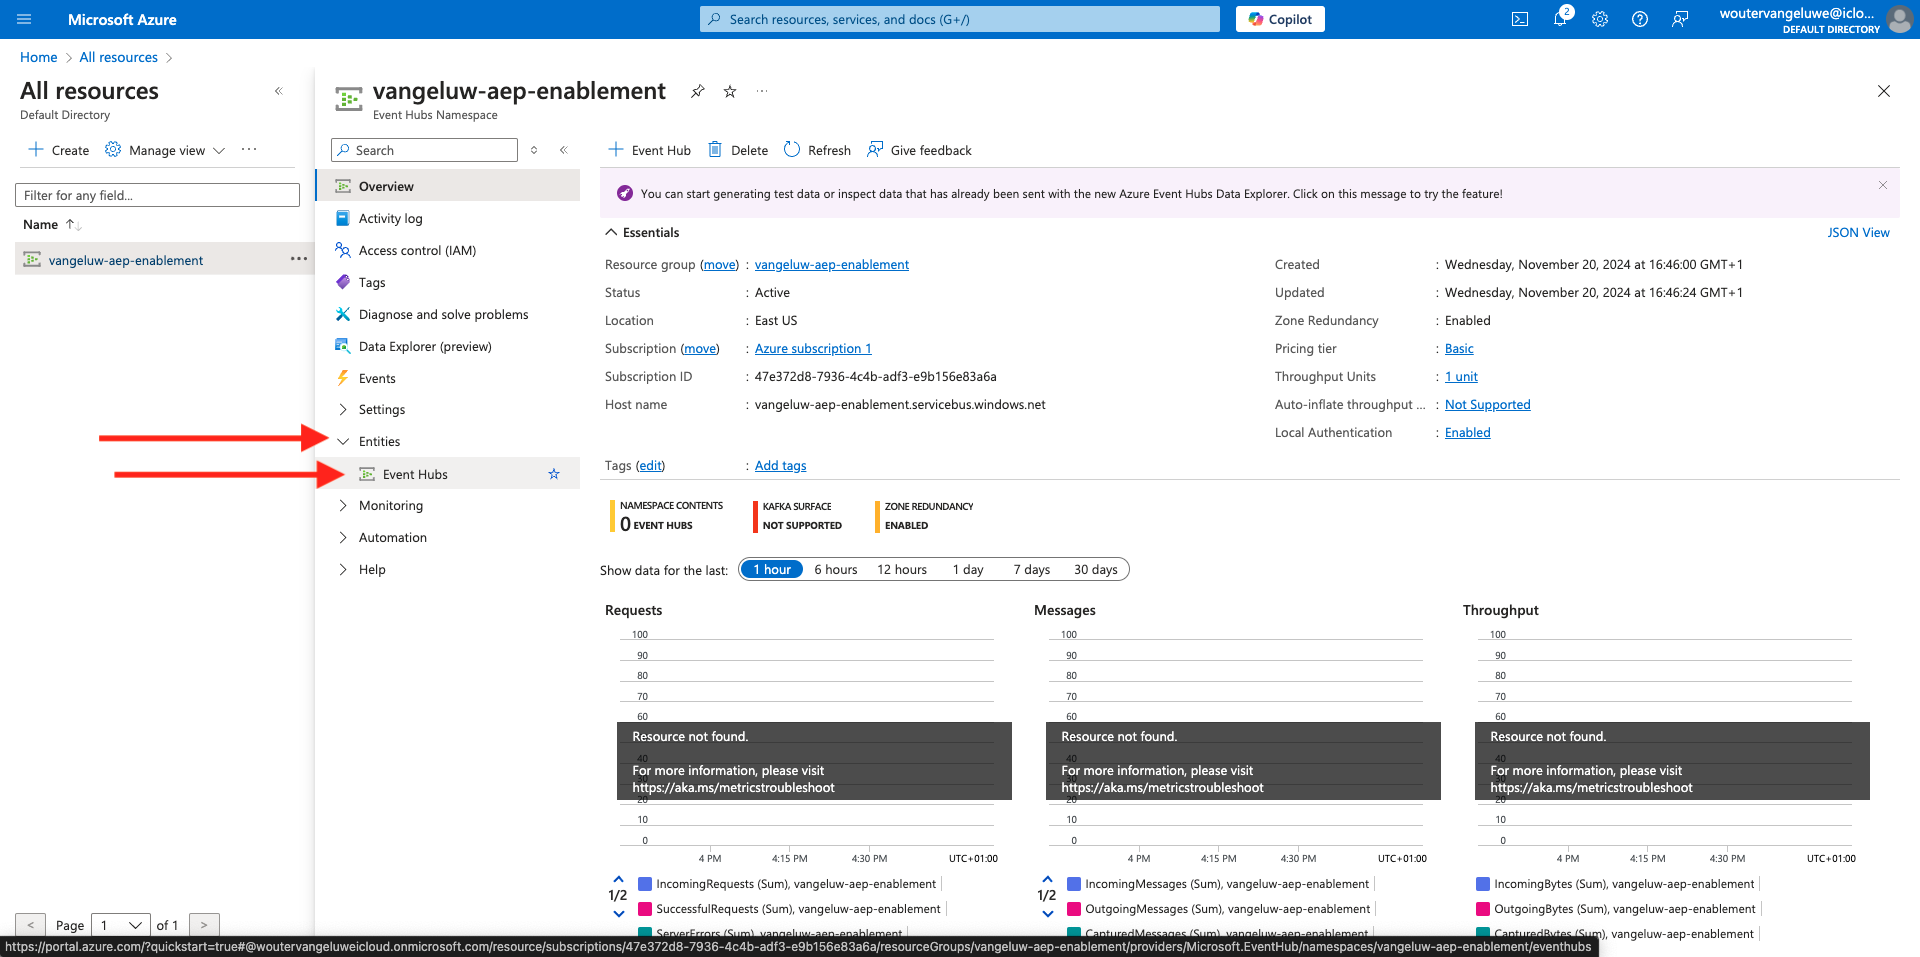 Microsoft Azure
Search resources, services, and docs (G+/)
Copilot
2
woutervangeluwe@iclo...
DEFAULT DIRECTORY
Home
All resources
All resources
Default Directory
Create
Manage view
Filter for any field...
Name
vangeluw-aep-enablement
Page
1
of 1
vangeluw-aep-enablement
Event Hubs Namespace
Search
Overview
Activity log
Access control (IAM)
Tags
Diagnose and solve problems
Data Explorer (preview)
Events
Settings
Entities
Event Hubs
Monitoring
Automation
Help
Event Hub
Delete
Refresh
Give feedback
You can start generating test data or inspect data that has already been sent with the new Azure Event Hubs Data Explorer. Click on this message to try the feature!
Essentials
JSON View
Resource group (move) : vangeluw-aep-enablement
Status : Active
Location : East US
Subscription (move) : Azure subscription 1
Subscription ID : 47e372d8-7936-4c4b-adf3-e9b156e83a6a
Host name : vangeluw-aep-enablement.servicebus.windows.net
Created : Wednesday, November 20, 2024 at 16:46:00 GMT+1
Updated : Wednesday, November 20, 2024 at 16:46:24 GMT+1
Zone Redundancy : Enabled
Pricing tier : Basic
Throughput Units : 1 unit
Auto-inflate throughput ... : Not Supported
Local Authentication : Enabled
Tags (edit) : Add tags
NAMESPACE CONTENTS
0 EVENT HUBS
KAFKA SURFACE
NOT SUPPORTED
ZONE REDUNDANCY
ENABLED
Show data for the last:
1 hour
6 hours
12 hours
1 day
7 days
30 days
Requests
100
90
80
70
60
Resource not found.
40
For more information, please visit
30
https://aka.ms/metricstroubleshoot
20
10
0
4 PM
4:15 PM
4:30 PM
UTC+01:00
1/2
IncomingRequests (Sum), vangeluw-aep-enablement
SuccessfulRequests (Sum), vangeluw-aep-enablement
ServerErrors (Sum), vangeluw-aep-enablement
Messages
100
90
80
70
60
Resource not found.
40
For more information, please visit
30
https://aka.ms/metricstroubleshoot
20
10
0
4 PM
4:15 PM
4:30 PM
UTC+01:00
1/2
IncomingMessages (Sum), vangeluw-aep-enablement
OutgoingMessages (Sum), vangeluw-aep-enablement
CapturedMessages (Sum), vangeluw-aep-enablement
Throughput
100
90
80
70
60
Resource not found.
40
For more information, please visit
30
https://aka.ms/metricstroubleshoot
20
10
0
4 PM
4:15 PM
4:30 PM
UTC+01:00
IncomingBytes (Sum), vangeluw-aep-enablement
OutgoingBytes (Sum), vangeluw-aep-enablement
CapturedBytes (Sum), vangeluw-aep-enablement
https://portal.azure.com/?quickstart=true#@woutervangeluweicloud.onmicrosoft.com/resource/subscriptions/47e372d8-7936-4c4b-adf3-e9b156e83a6a/resourceGroups/vangeluw-aep-enablement/providers/Microsoft.EventHub/namespaces/vangeluw-aep-enablement/eventhubs